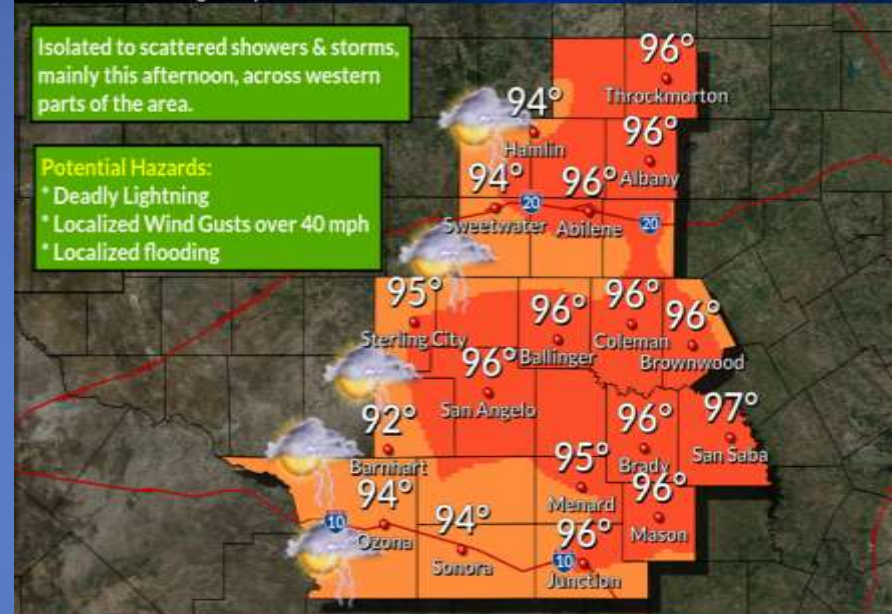 Isolated to scattered showers & storms,
mainly this afternoon, across western
parts of the area.
Potential Hazards:
* Deadly Lightning
* Localized Wind Gusts over 40 mph
* Localized flooding
96°
Throckmorton
94°
Hamlin
96°
Albany
94°
Sweetwater
20
96°
Abilene
20
95°
Sterling City
96°
Ballinger
96°
Coleman
96°
Brownwood
96°
San Angelo
92°
Barnhart
96°
Brady
97°
San Saba
95°
Menard
96°
Mason
10
94°
Ozona
94°
Sonora
96°
10
Junction